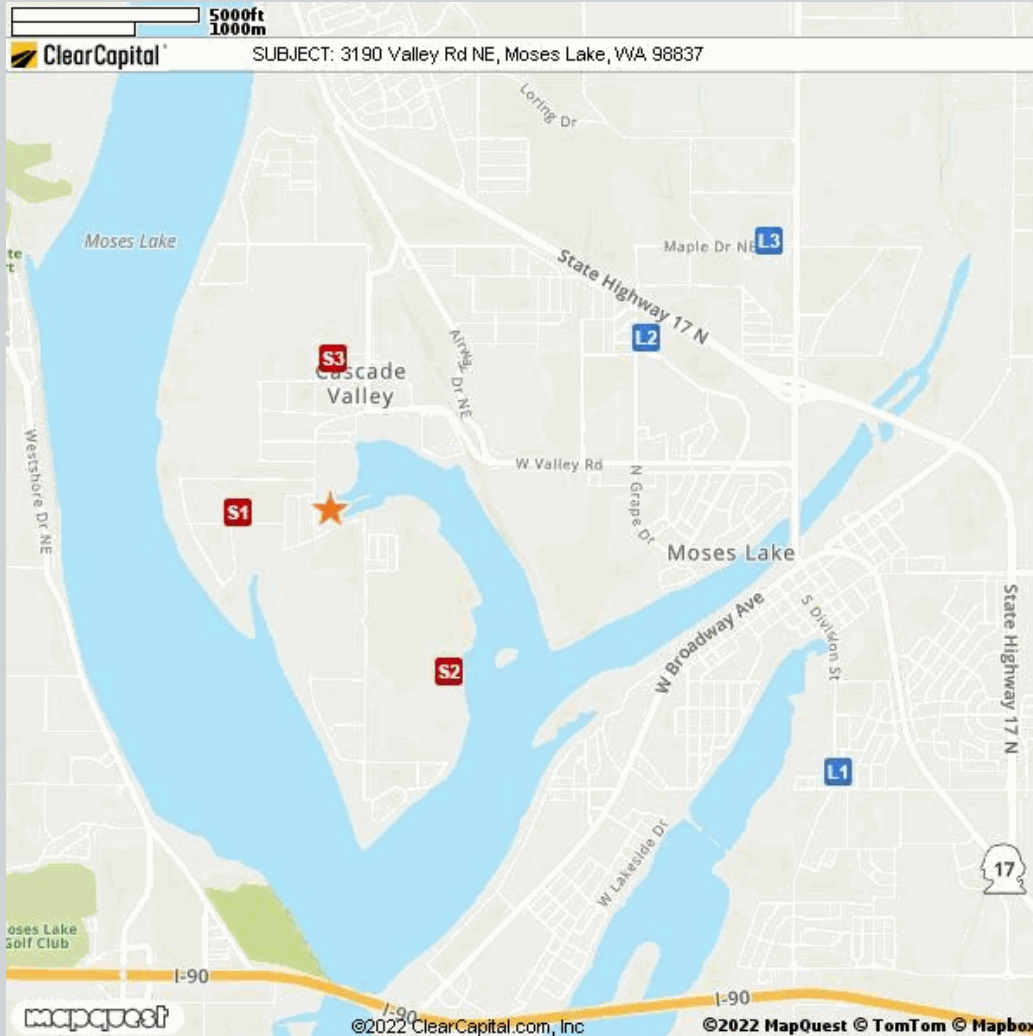 5000ft
1000m
ClearCapital
SUBJECT: 3190 Valley Rd NE, Moses Lake, WA 98837
Loring Dr
Moses Lake
Maple Dr NE
L3
State Highway 17 N
L2
S3
Cascade
Valley
Dr NE
Westshore Dr NE
W Valley Rd
N Grape Dr
S1
Moses Lake
W Broadway Ave
S Division St
State Highway 17 N
S2
L1
W Lakeside Dr
17
Golf Club
I-90
I-90
I-90
mapquest
©2022 ClearCapital.com, Inc
©2022 MapQuest © TomTom © Mapbox